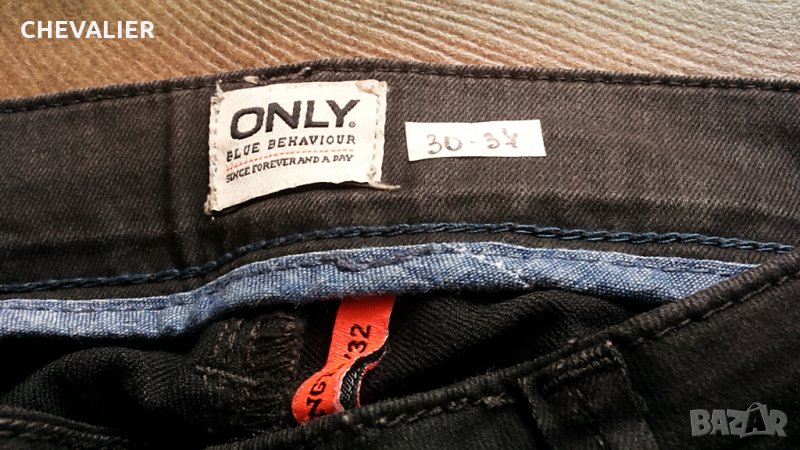 CHEVALIER
ONLY®
BLUE BEHAVIOUR
SINCE FOREVER AND A DAY
30-34
'32
BAZAR